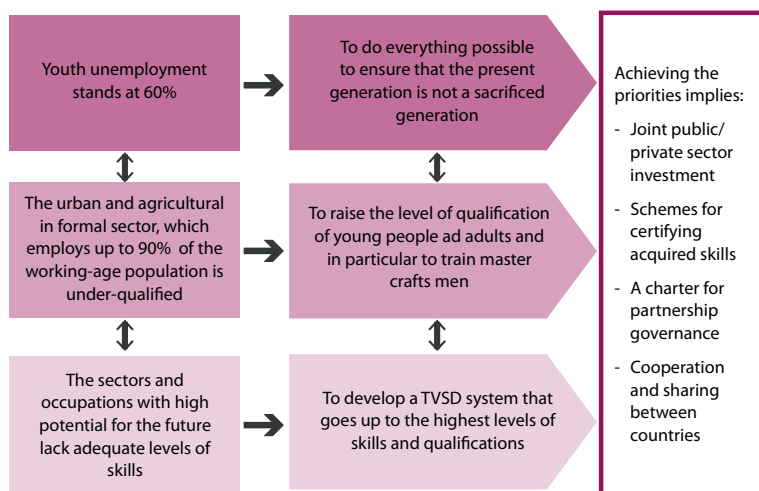 Youth unemployment
stands at 60%
To do everything possible
to ensure that the present
generation is not a sacrificed
generation
The urban and agricultural
in formal sector, which
employs up to 90% of the
working-age population is
under-qualified
To raise the level of qualification
of young people ad adults and
in particular to train master
crafts men
The sectors and
occupations with high
potential for the future
lack adequate levels of
skills
To develop a TVSD system that
goes up to the highest levels of
skills and qualifications
Achieving the
priorities implies:
- Joint public/
private sector
investment
- Schemes for
certifying
acquired skills
- A charter for
partnership
governance
- Cooperation
and sharing
between
countries